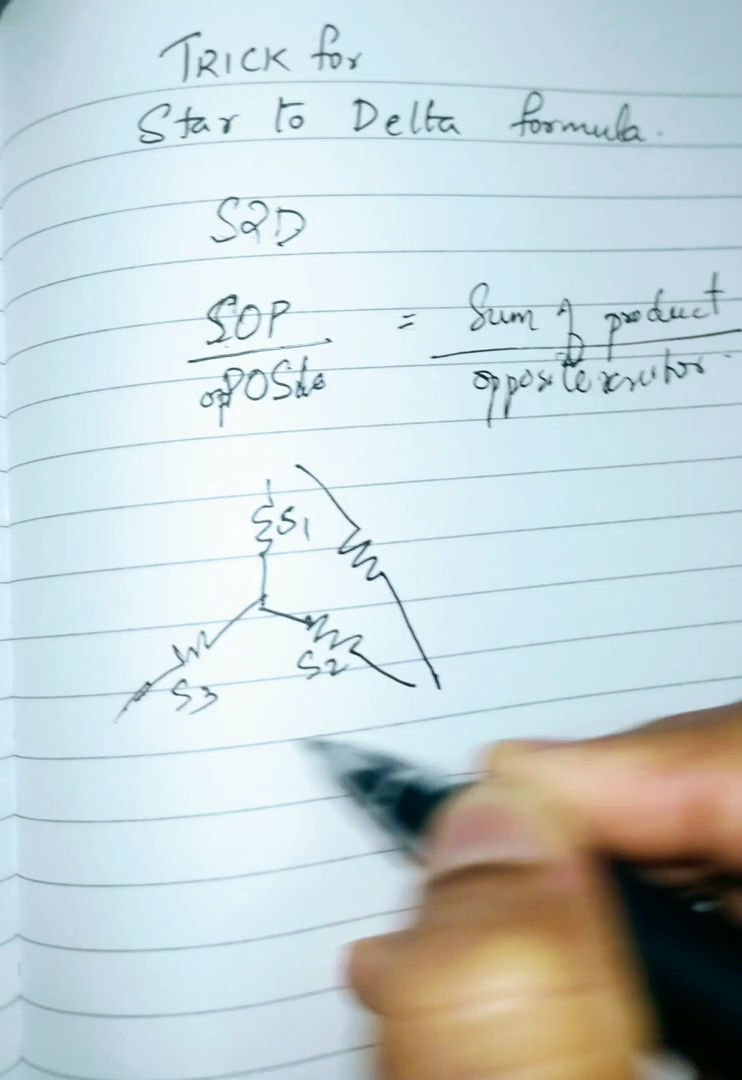 TRICK for
Star to Delta formula.
S2D
SOP = Sum of product
opPOSite opposite resistor.
S1
S2
S3